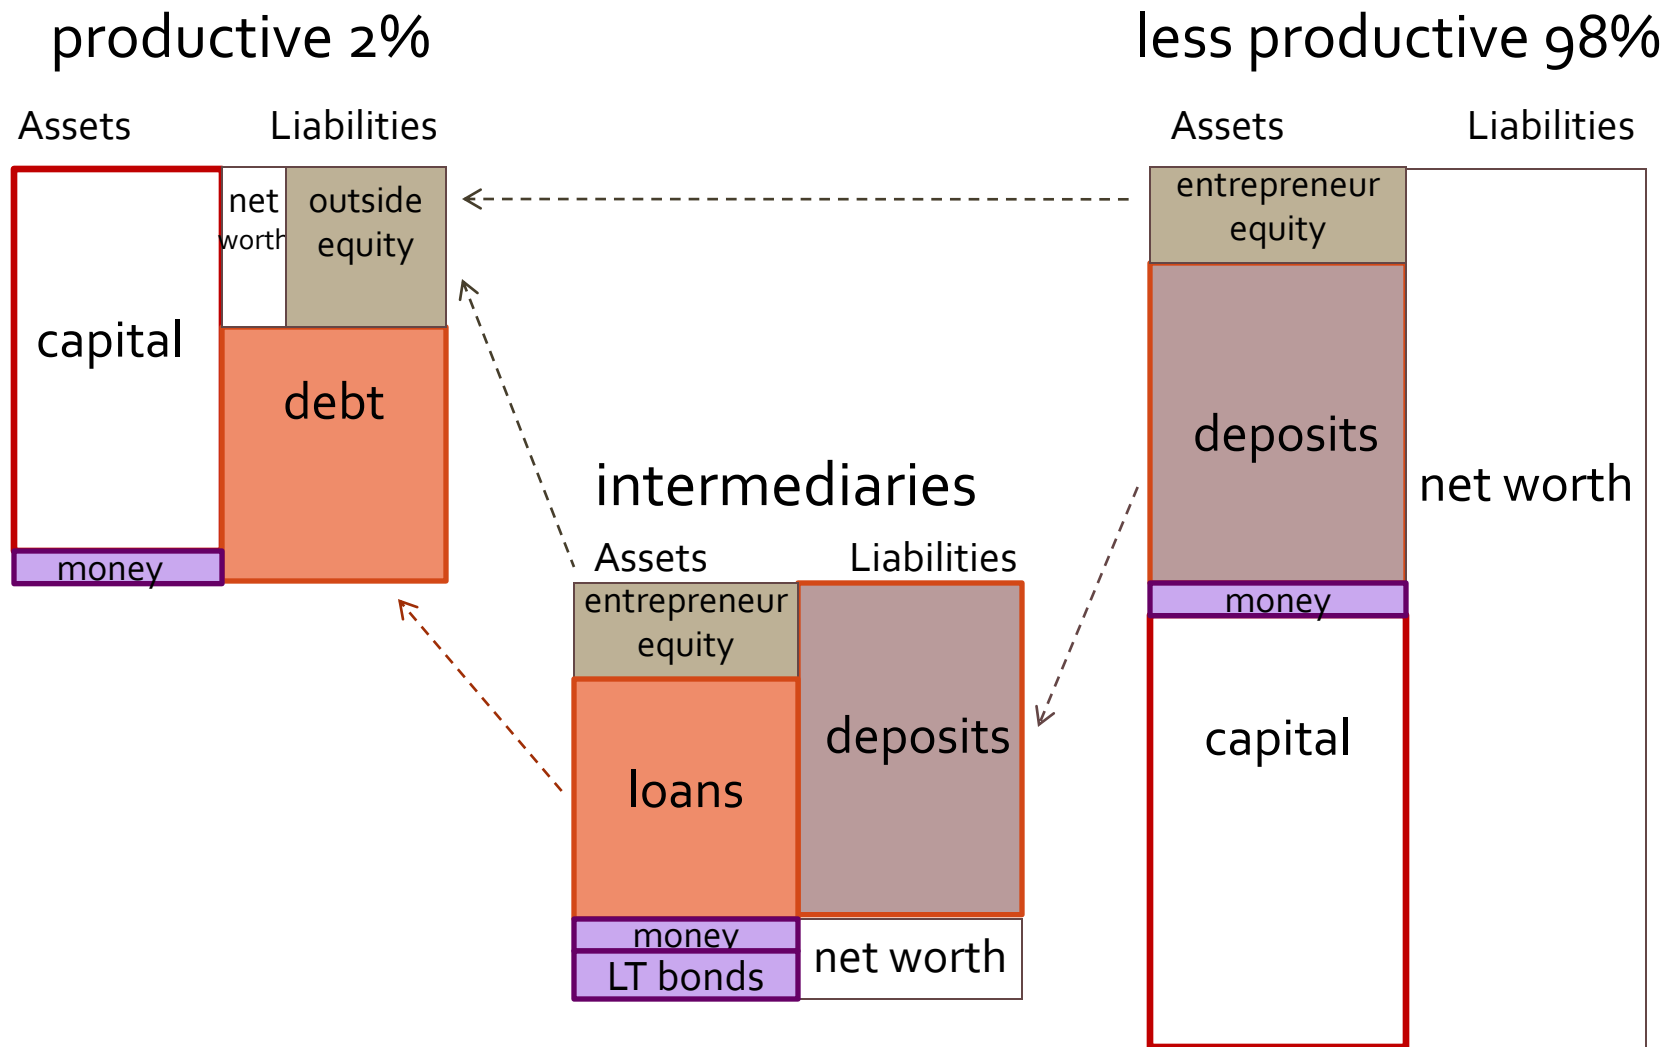 productive 2%
less productive 98%
Assets
Liabilities
Assets
Liabilities
net
worth
outside
equity
capital
debt
money
entrepreneur
equity
deposits
net worth
money
capital
intermediaries
Assets
Liabilities
entrepreneur
equity
deposits
loans
money
LT bonds
net worth